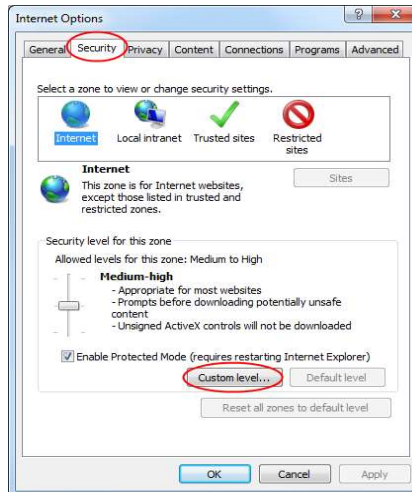 Internet Options
General Security Privacy Content Connections Programs Advanced
Select a zone to view or change security settings.
Internet Local intranet Trusted sites Restricted
sites
Internet
This zone is for Internet websites,
except those listed in trusted and
restricted zones.
Sites
Security level for this zone
Allowed levels for this zone: Medium to High
Medium-high
- Appropriate for most websites
- Prompts before downloading potentially unsafe
content
- Unsigned ActiveX controls will not be downloaded
Enable Protected Mode (requires restarting Internet Explorer)
Custom level... Default level
Reset all zones to default level
OK Cancel Apply